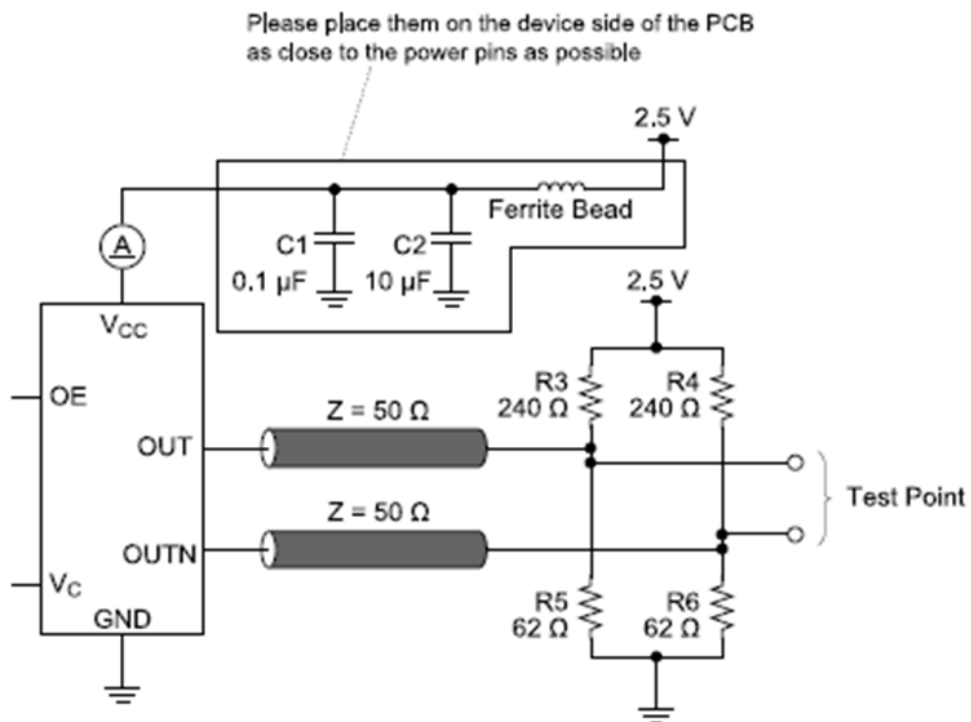 Please place them on the device side of the PCB
as close to the power pins as possible
2.5 V
Ferrite Bead
C1
0.1 µF
C2
10 µF
A
VCC
2.5 V
OE
R3
240 Ω
R4
240 Ω
Z = 50 Ω
OUT
Test Point
Z = 50 Ω
OUTN
VC
R5
62 Ω
R6
62 Ω
GND